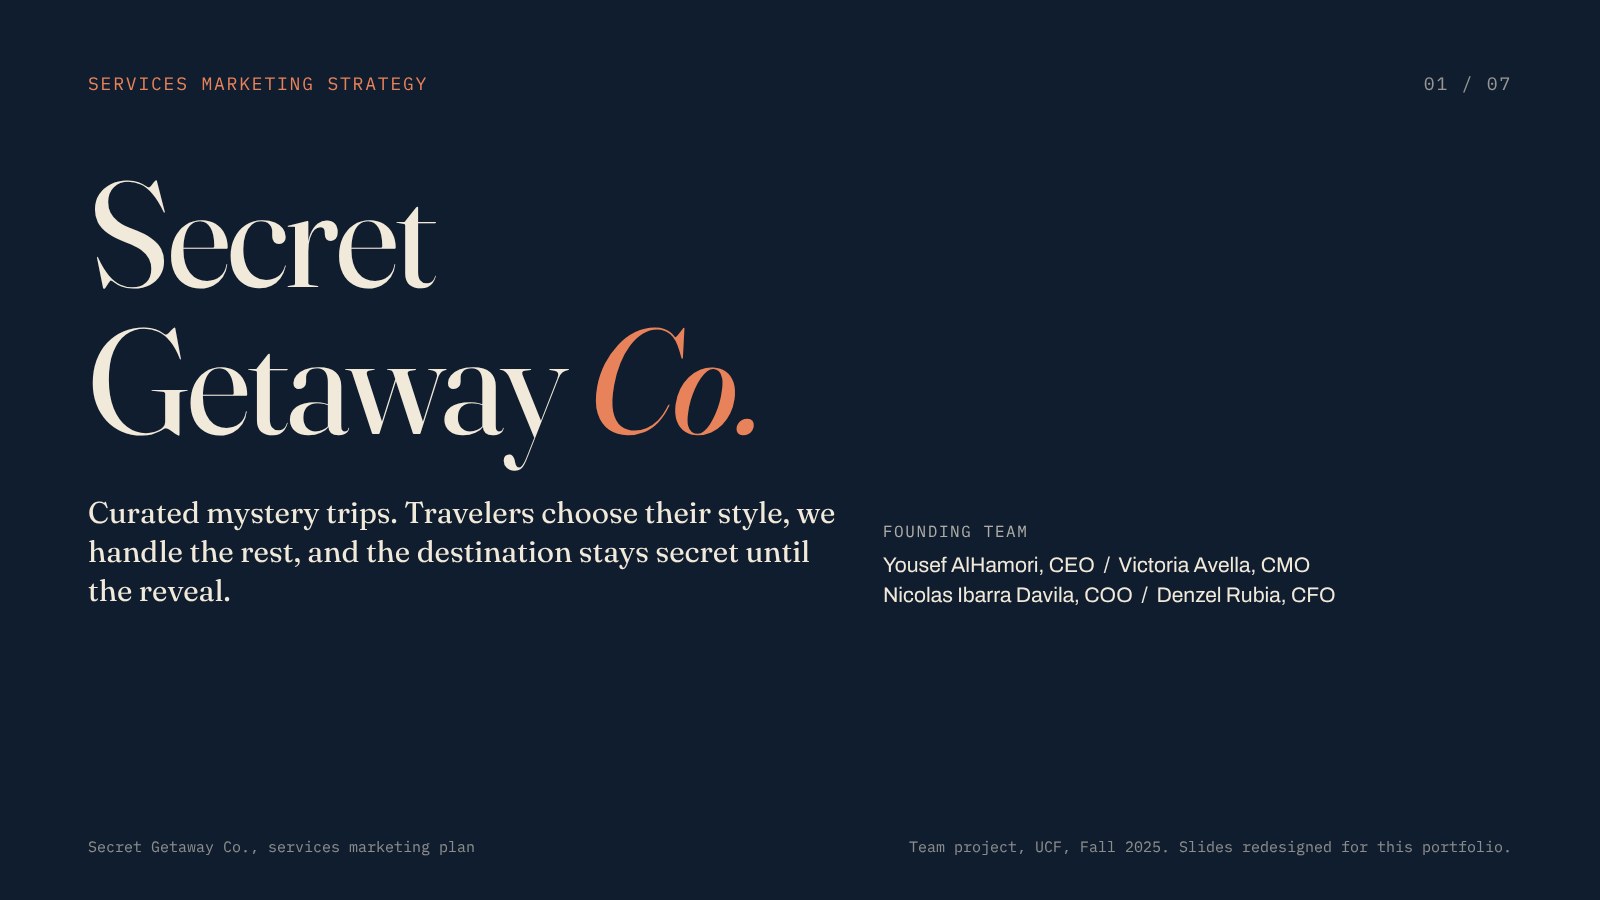 SERVICES MARKETING STRATEGY
01 / 07
Secret
Getaway Co.
Curated mystery trips. Travelers choose their style, we
handle the rest, and the destination stays secret until
the reveal.
FOUNDING TEAM
Yousef AlHamori, CEO / Victoria Avella, CMO
Nicolas Ibarra Davila, COO / Denzel Rubia, CFO
Secret Getaway Co., services marketing plan
Team project, UCF, Fall 2025. Slides redesigned for this portfolio.